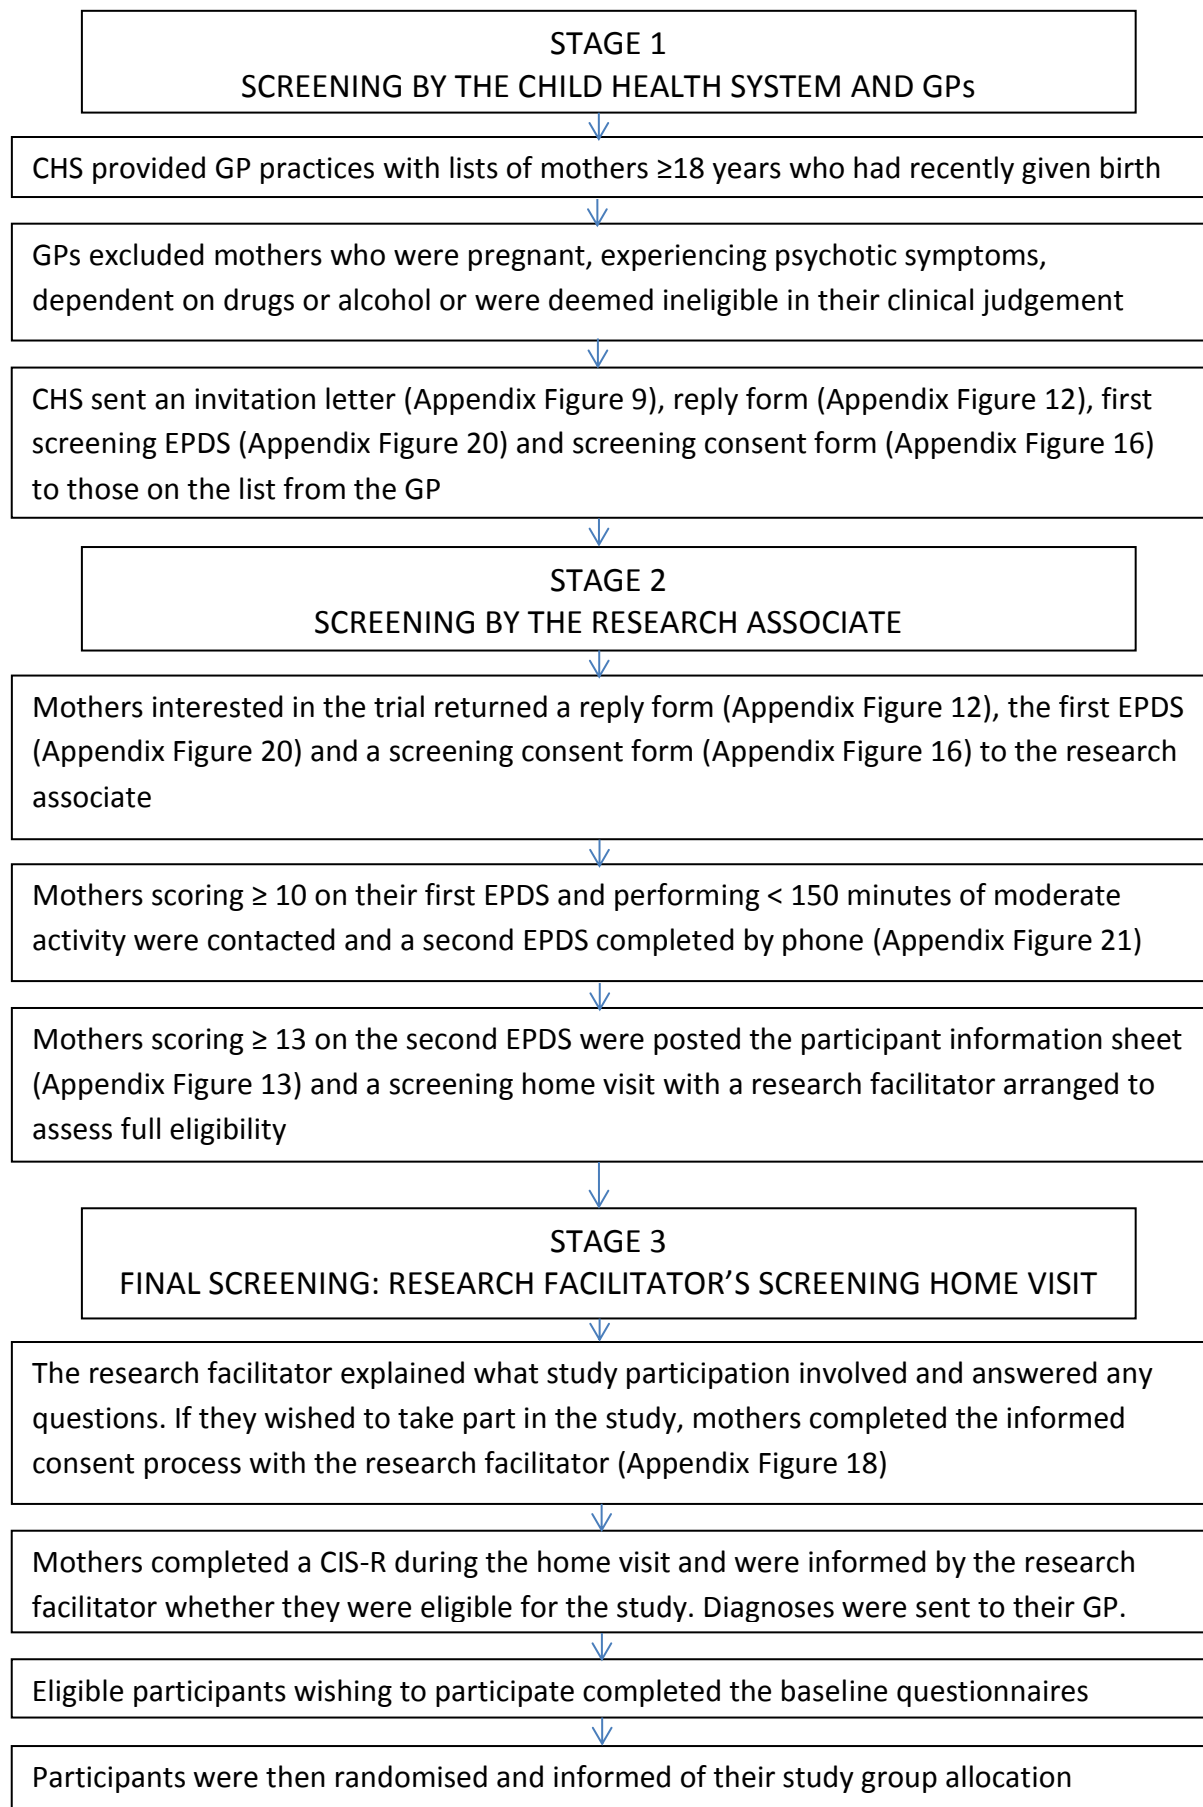 STAGE 1
SCREENING BY THE CHILD HEALTH SYSTEM AND GPs
CHS provided GP practices with lists of mothers ≥18 years who had recently given birth
GPs excluded mothers who were pregnant, experiencing psychotic symptoms,
dependent on drugs or alcohol or were deemed ineligible in their clinical judgement
CHS sent an invitation letter (Appendix Figure 9), reply form (Appendix Figure 12), first
screening EPDS (Appendix Figure 20) and screening consent form (Appendix Figure 16)
to those on the list from the GP
STAGE 2
SCREENING BY THE RESEARCH ASSOCIATE
Mothers interested in the trial returned a reply form (Appendix Figure 12), the first EPDS
(Appendix Figure 20) and a screening consent form (Appendix Figure 16) to the research
associate
Mothers scoring ≥ 10 on their first EPDS and performing < 150 minutes of moderate
activity were contacted and a second EPDS completed by phone (Appendix Figure 21)
Mothers scoring ≥ 13 on the second EPDS were posted the participant information sheet
(Appendix Figure 13) and a screening home visit with a research facilitator arranged to
assess full eligibility
STAGE 3
FINAL SCREENING: RESEARCH FACILITATOR’S SCREENING HOME VISIT
The research facilitator explained what study participation involved and answered any
questions. If they wished to take part in the study, mothers completed the informed
consent process with the research facilitator (Appendix Figure 18)
Mothers completed a CIS-R during the home visit and were informed by the research
facilitator whether they were eligible for the study. Diagnoses were sent to their GP.
Eligible participants wishing to participate completed the baseline questionnaires
Participants were then randomised and informed of their study group allocation